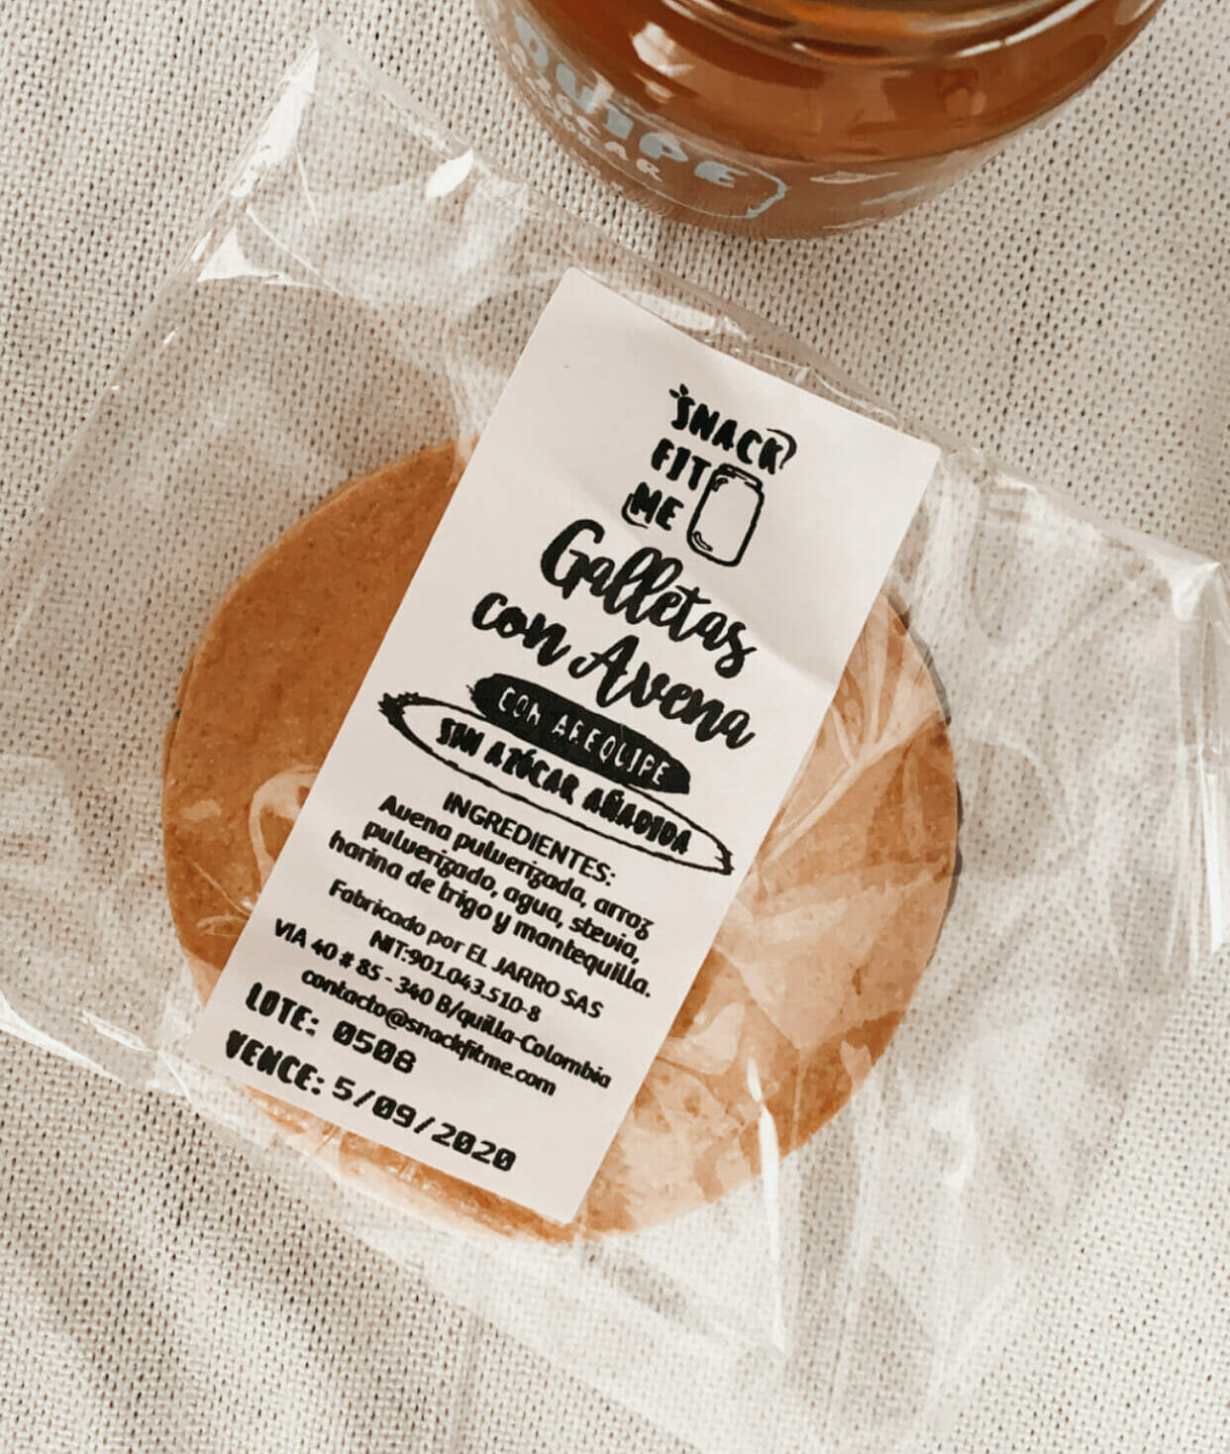 SNACK
FIT
ME
Galletas
con Avena
CON AREQUIPE
SIN AZÚCAR AÑADIDA
INGREDIENTES:
Avena pulverizada, arroz
pulverizado, agua, stevia,
harina de trigo y mantequilla.
Fabricado por EL JARRO SAS
NIT:901.043.510-8
VIA 40 # 85 - 340 B/quilla-Colombia
contacto@snackfitme.com
LOTE: 0508
VENCE: 5/09/2020